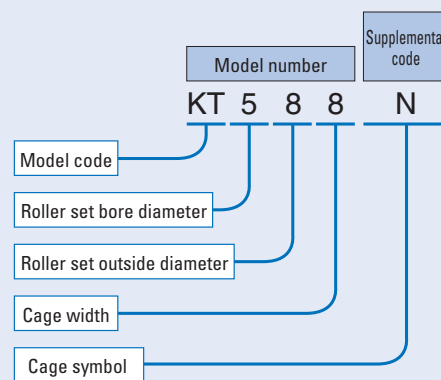 Supplementa
code
Model number
KT 5 8 8 N
Model code
Roller set bore diameter
Roller set outside diameter
Cage width
Cage symbol